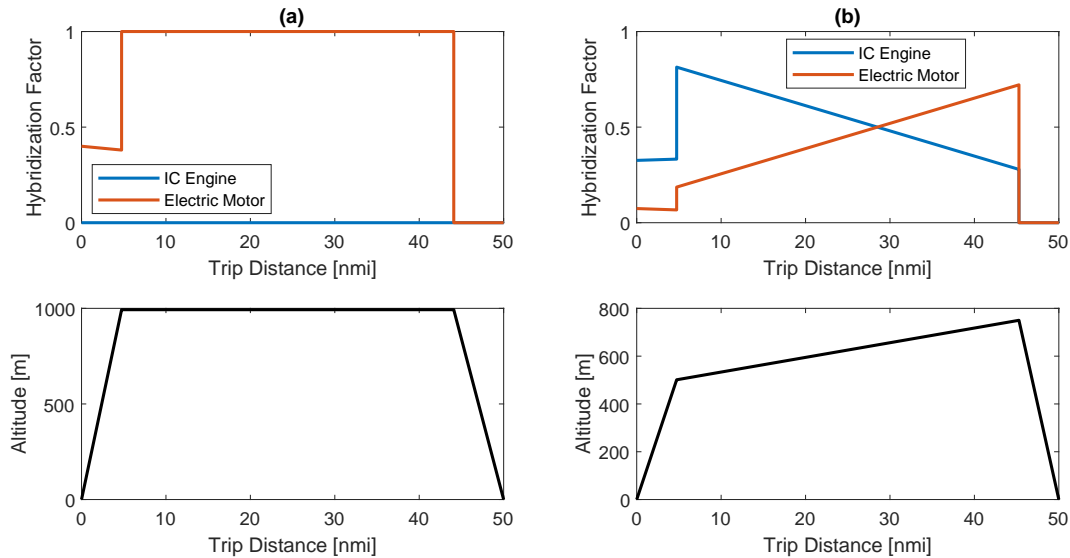 (a)
Hybridization Factor
1
0.5
0
IC Engine
Electric Motor
0 10 20 30 40 50
Trip Distance [nmi]
(b)
Hybridization Factor
1
0.5
0
IC Engine
Electric Motor
0 10 20 30 40 50
Trip Distance [nmi]
Altitude [m]
1000
500
0
0 10 20 30 40 50
Trip Distance [nmi]
Altitude [m]
800
600
400
200
0
0 10 20 30 40 50
Trip Distance [nmi]